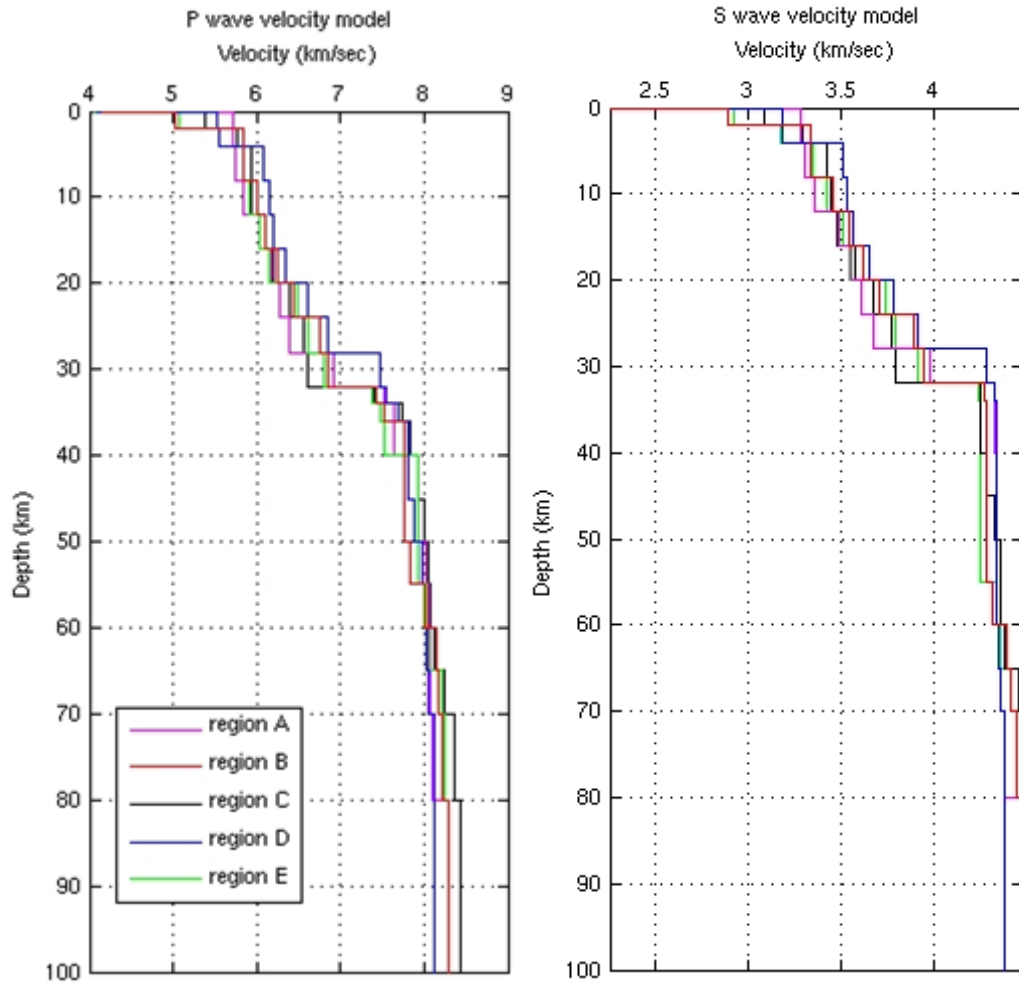 P wave velocity model
Velocity (km/sec)
4 5 6 7 8 9
0
10
20
30
40
50
60
70
80
90
100
Depth (km)
region A
region B
region C
region D
region E
S wave velocity model
Velocity (km/sec)
2.5 3 3.5 4
0
10
20
30
40
50
60
70
80
90
100
Depth (km)